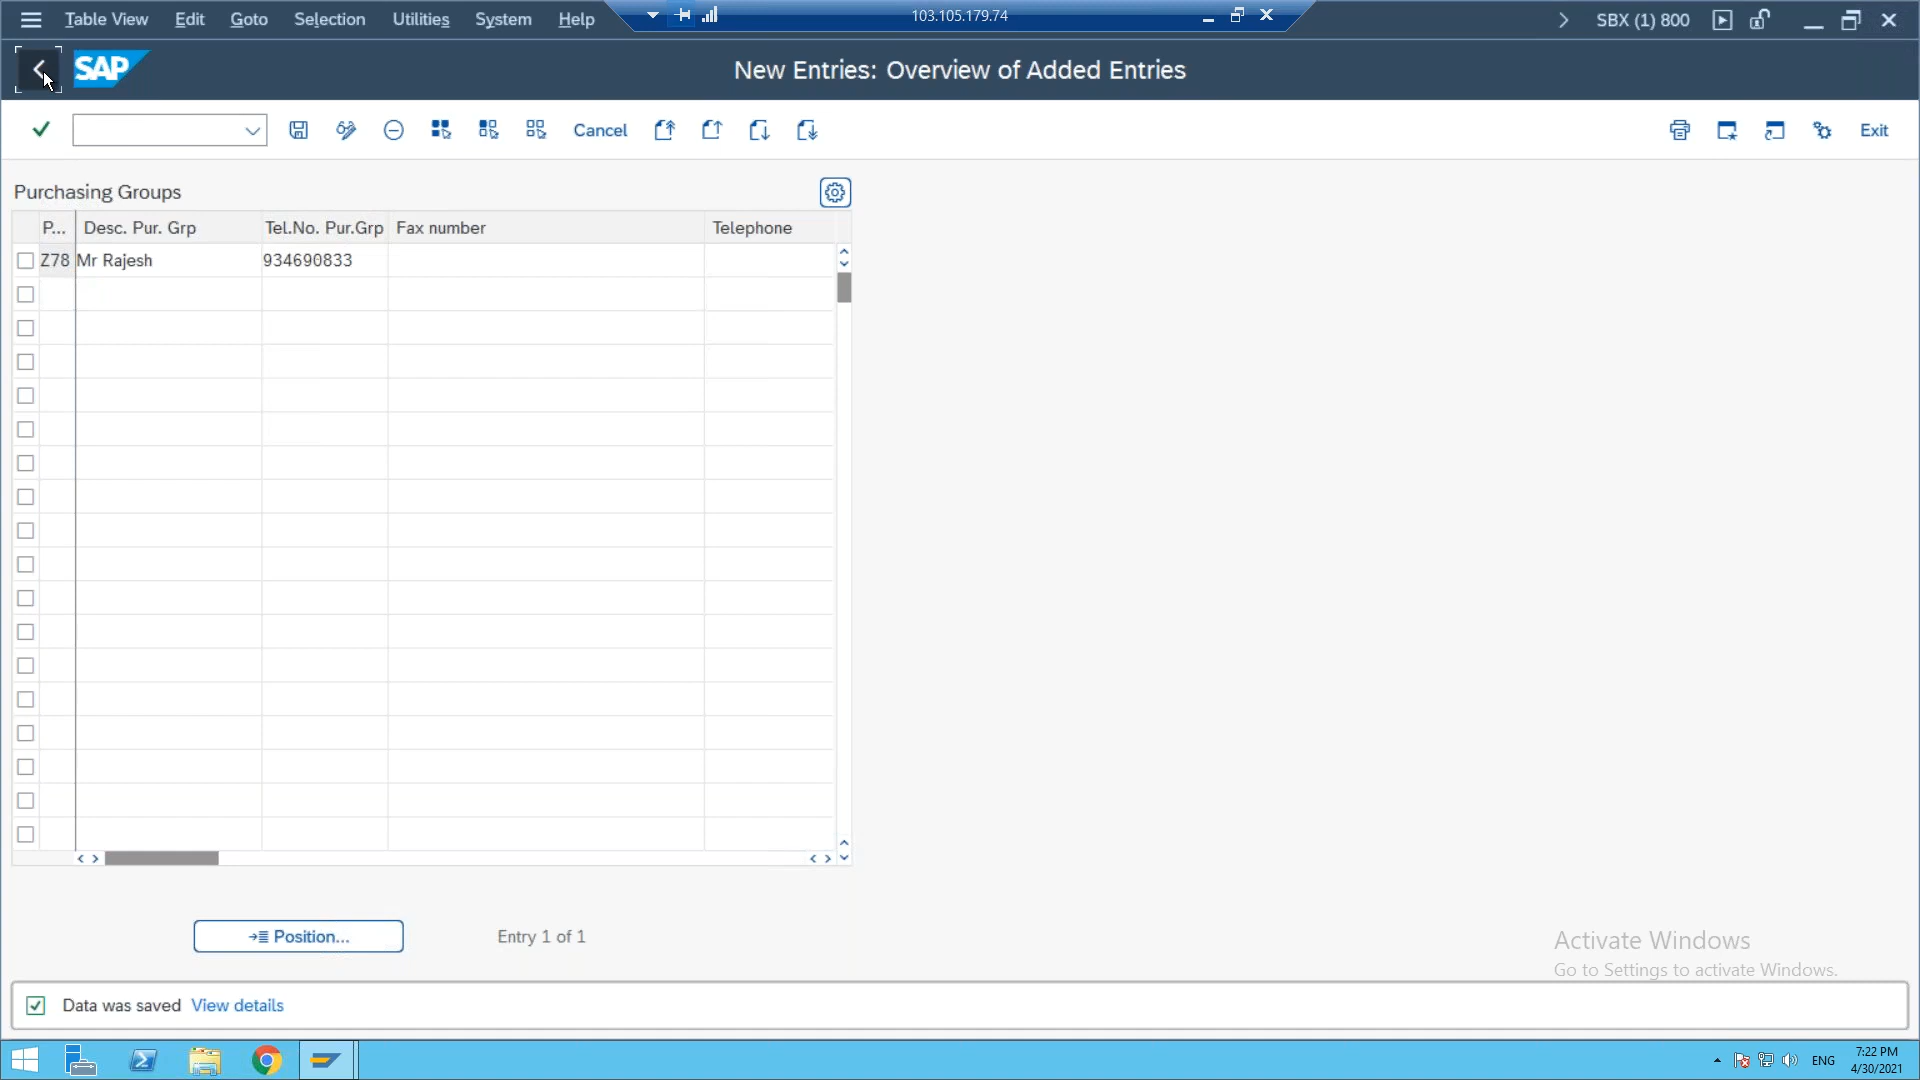 Table View Edit Goto Selection Utilities System Help
103.105.179.74
SBX (1) 800
SAP
New Entries: Overview of Added Entries
Cancel
Exit
Purchasing Groups
P... Desc. Pur. Grp Tel.No. Pur.Grp Fax number Telephone
Z78 Mr Rajesh 934690833
Position...
Entry 1 of 1
Activate Windows
Go to Settings to activate Windows.
Data was saved View details
ENG
7:22 PM
4/30/2021